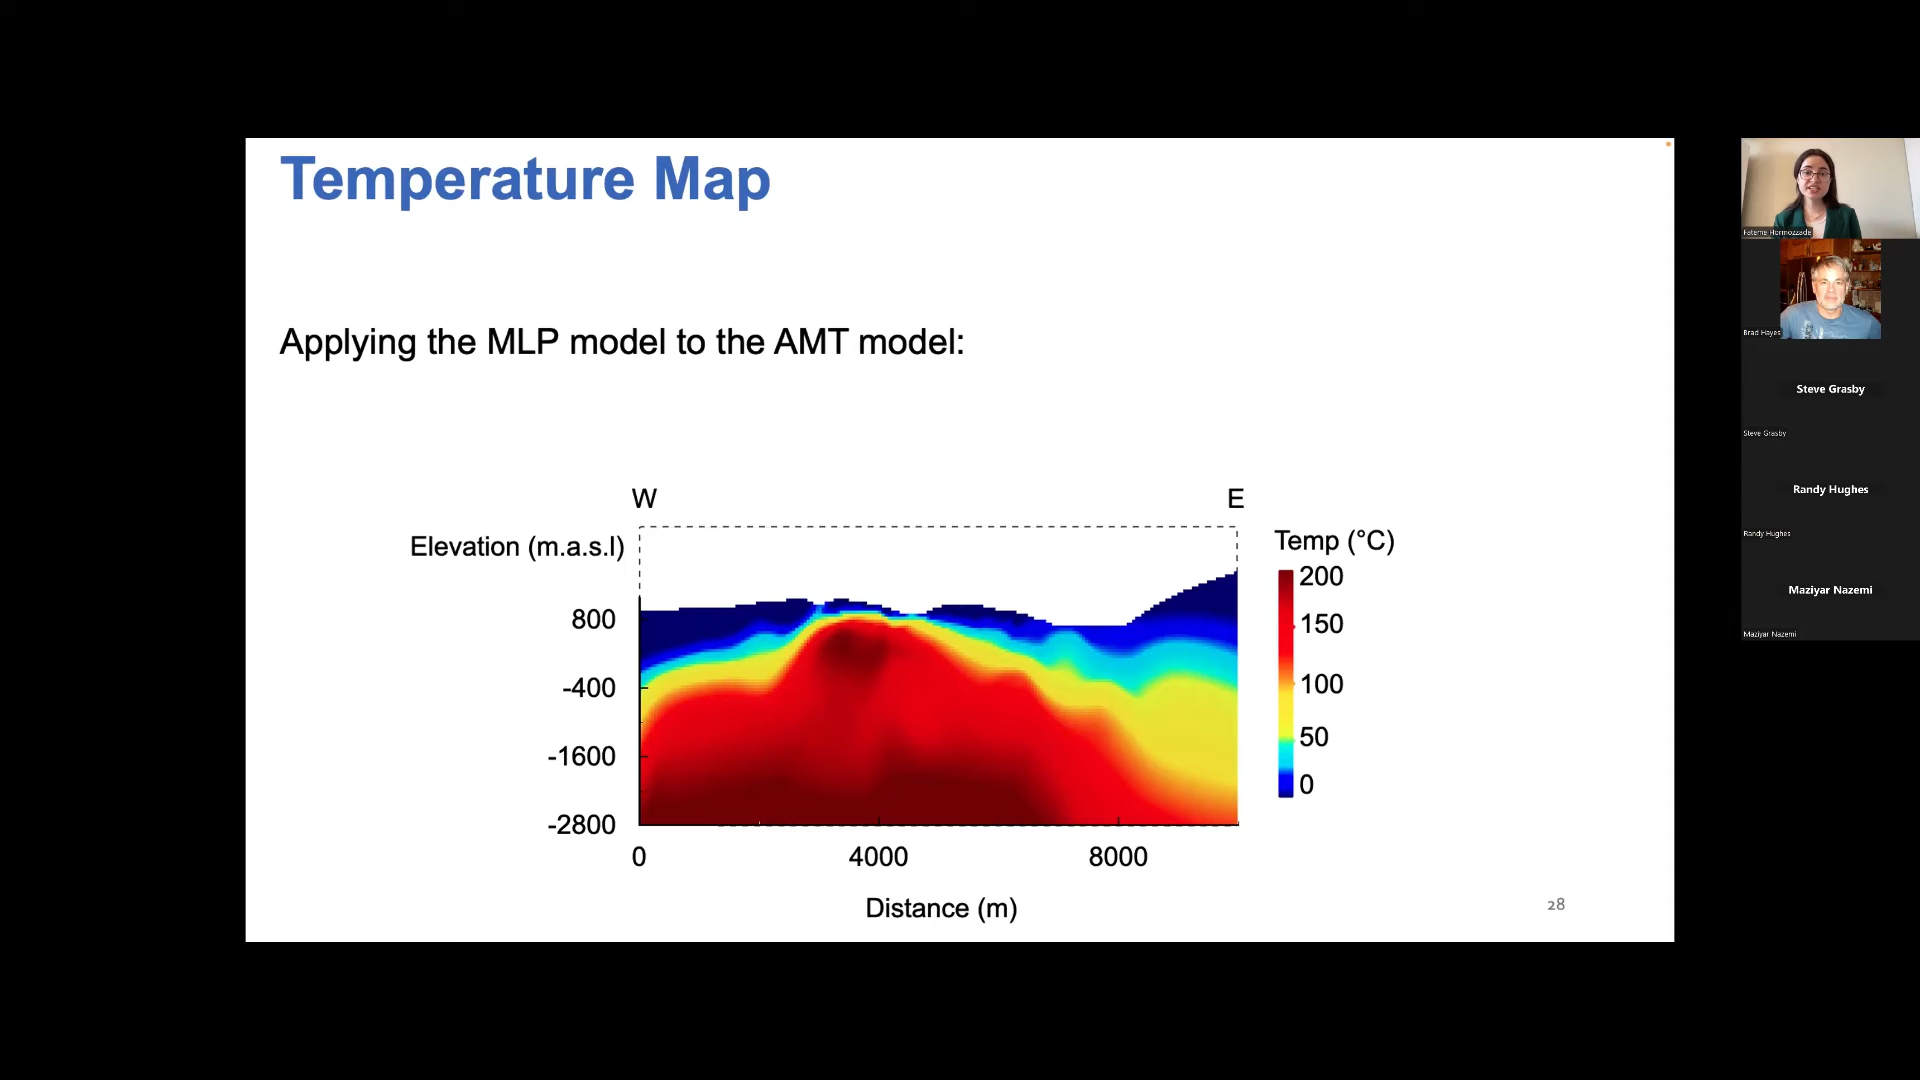 Temperature Map
Applying the MLP model to the AMT model:
W
E
Elevation (m.a.s.l)
800
-400
-1600
-2800
0
4000
8000
Distance (m)
Temp (°C)
200
150
100
50
0
28
Fateme Hormozzade
Brad Hayes
Steve Grasby
Steve Grasby
Randy Hughes
Randy Hughes
Maziyar Nazemi
Maziyar Nazemi